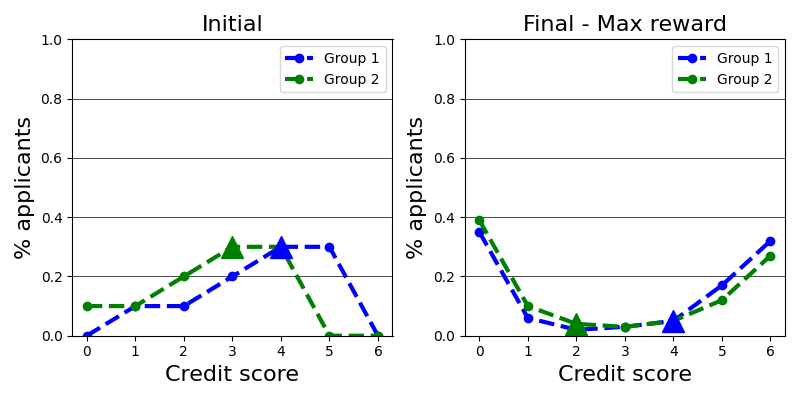 Initial
Final - Max reward
% applicants
1.0
0.8
0.6
0.4
0.2
0.0
Group 1
Group 2
0 1 2 3 4 5 6
Credit score
% applicants
1.0
0.8
0.6
0.4
0.2
0.0
Group 1
Group 2
0 1 2 3 4 5 6
Credit score